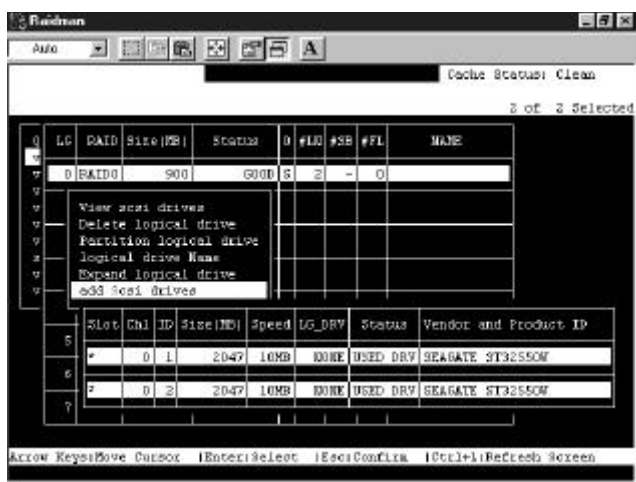 Raidman
Auto
A
Cache Status: Clean
2 of 2 Selected
Q LG RAID Size(MB) Status O #LN #SB #FL NAME
v
v 0 RAID0 900 GOOD S 2 - 0
v
v View scsi drives
v Delete logical drive
v Partition logical drive
s logical drive Name
v Expand logical drive
v add Scsi drives
Slot Chl ID Size(MB) Speed LG_DRV Status Vendor and Product ID
5
* 0 1 2047 10MB NONE USED DRV SEAGATE ST32550W
6
0 2 2047 10MB NONE USED DRV SEAGATE ST32550W
7
Arrow Keys:Move Cursor |Enter:Select |Esc:Confirm |Ctrl+L:Refresh Screen